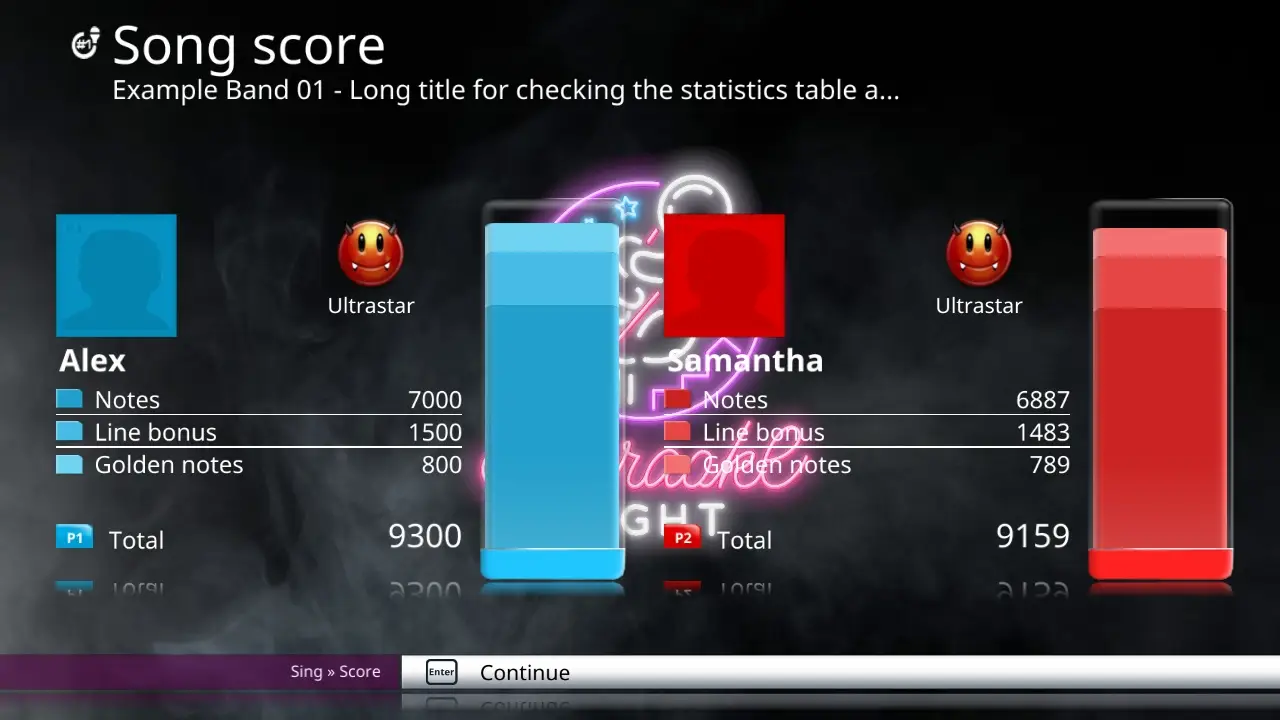 #1
Song score
Example Band 01 - Long title for checking the statistics table a...
Ultrastar
Alex
Notes 7000
Line bonus 1500
Golden notes 800
P1 Total 9300
Ultrastar
Samantha
Notes 6887
Line bonus 1483
Golden notes 789
P2 Total 9159
Sing » Score
Enter Continue